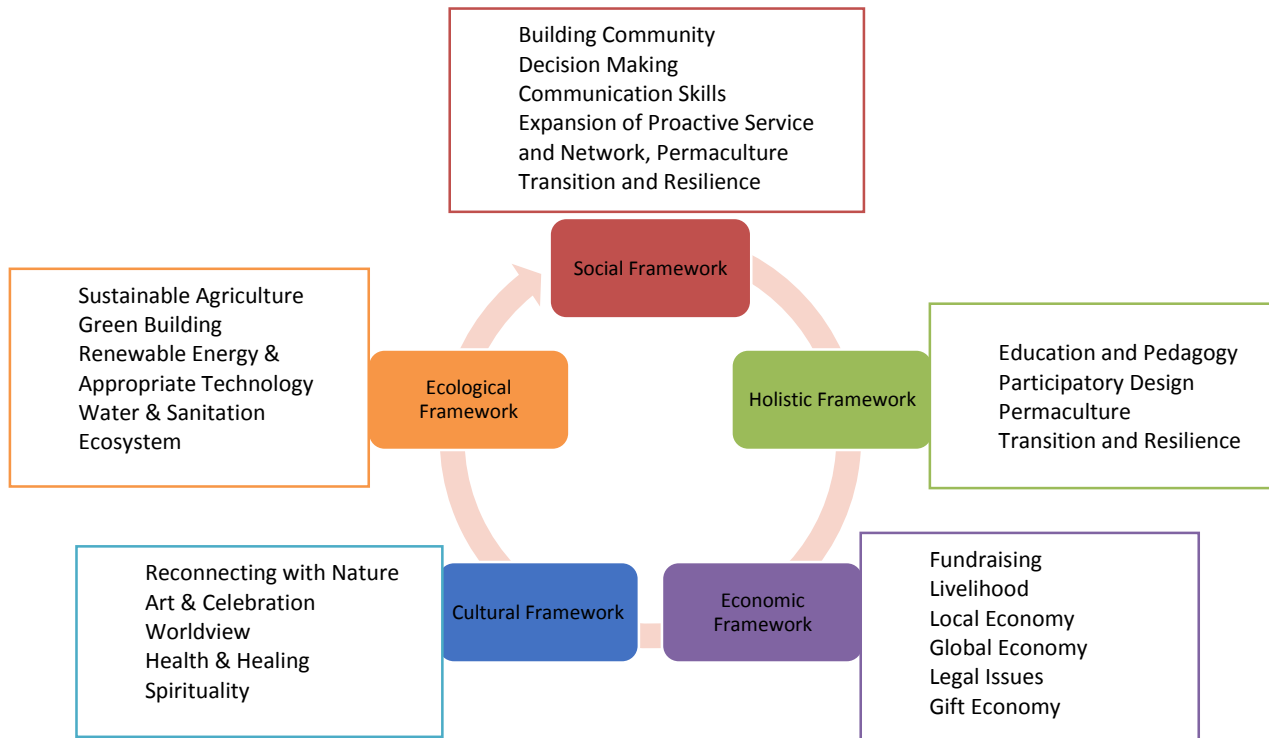 Building Community
Decision Making
Communication Skills
Expansion of Proactive Service
and Network, Permaculture
Transition and Resilience
Social Framework
Sustainable Agriculture
Green Building
Renewable Energy &
Appropriate Technology
Water & Sanitation
Ecosystem
Ecological
Framework
Holistic Framework
Education and Pedagogy
Participatory Design
Permaculture
Transition and Resilience
Reconnecting with Nature
Art & Celebration
Worldview
Health & Healing
Spirituality
Cultural Framework
Economic
Framework
Fundraising
Livelihood
Local Economy
Global Economy
Legal Issues
Gift Economy